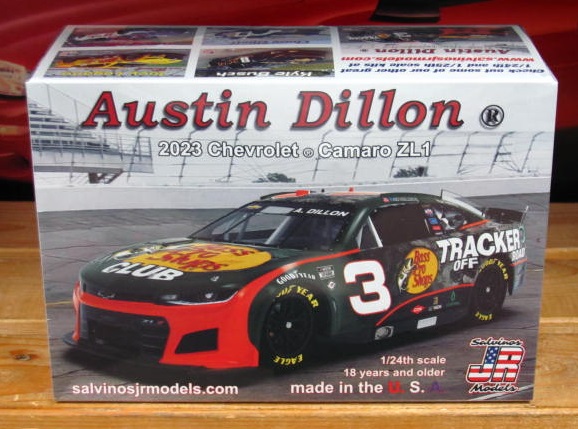 Check out some of our other great
1/24th and 1/25th scale kits at
www.salvinosjrmodels.com
Austin Dillon
Kyle Busch
Austin Dillon ®
2023 Chevrolet ® Camaro ZL1
A. DILLON
Bass Pro Shops
CLUB
GOODYEAR
GOODYEAR
EAGLE
3
Bass Pro Shops
TRACKER
OFF ROAD
GOODYEAR
EAGLE
1/24th scale
18 years and older
made in the U. S. A.
salvinosjrmodels.com
Salvinos
JR
Models